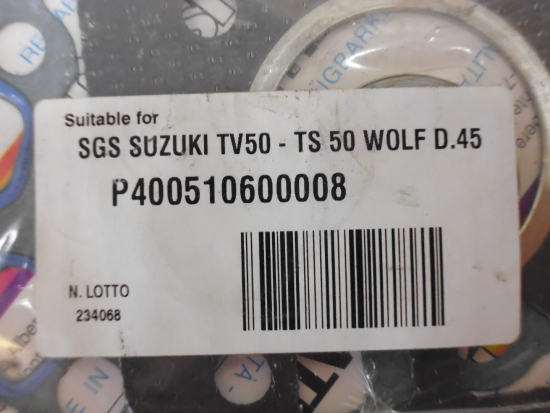 Suitable for
SGS SUZUKI TV50 - TS 50 WOLF D.45
P400510600008
N. LOTTO
234068